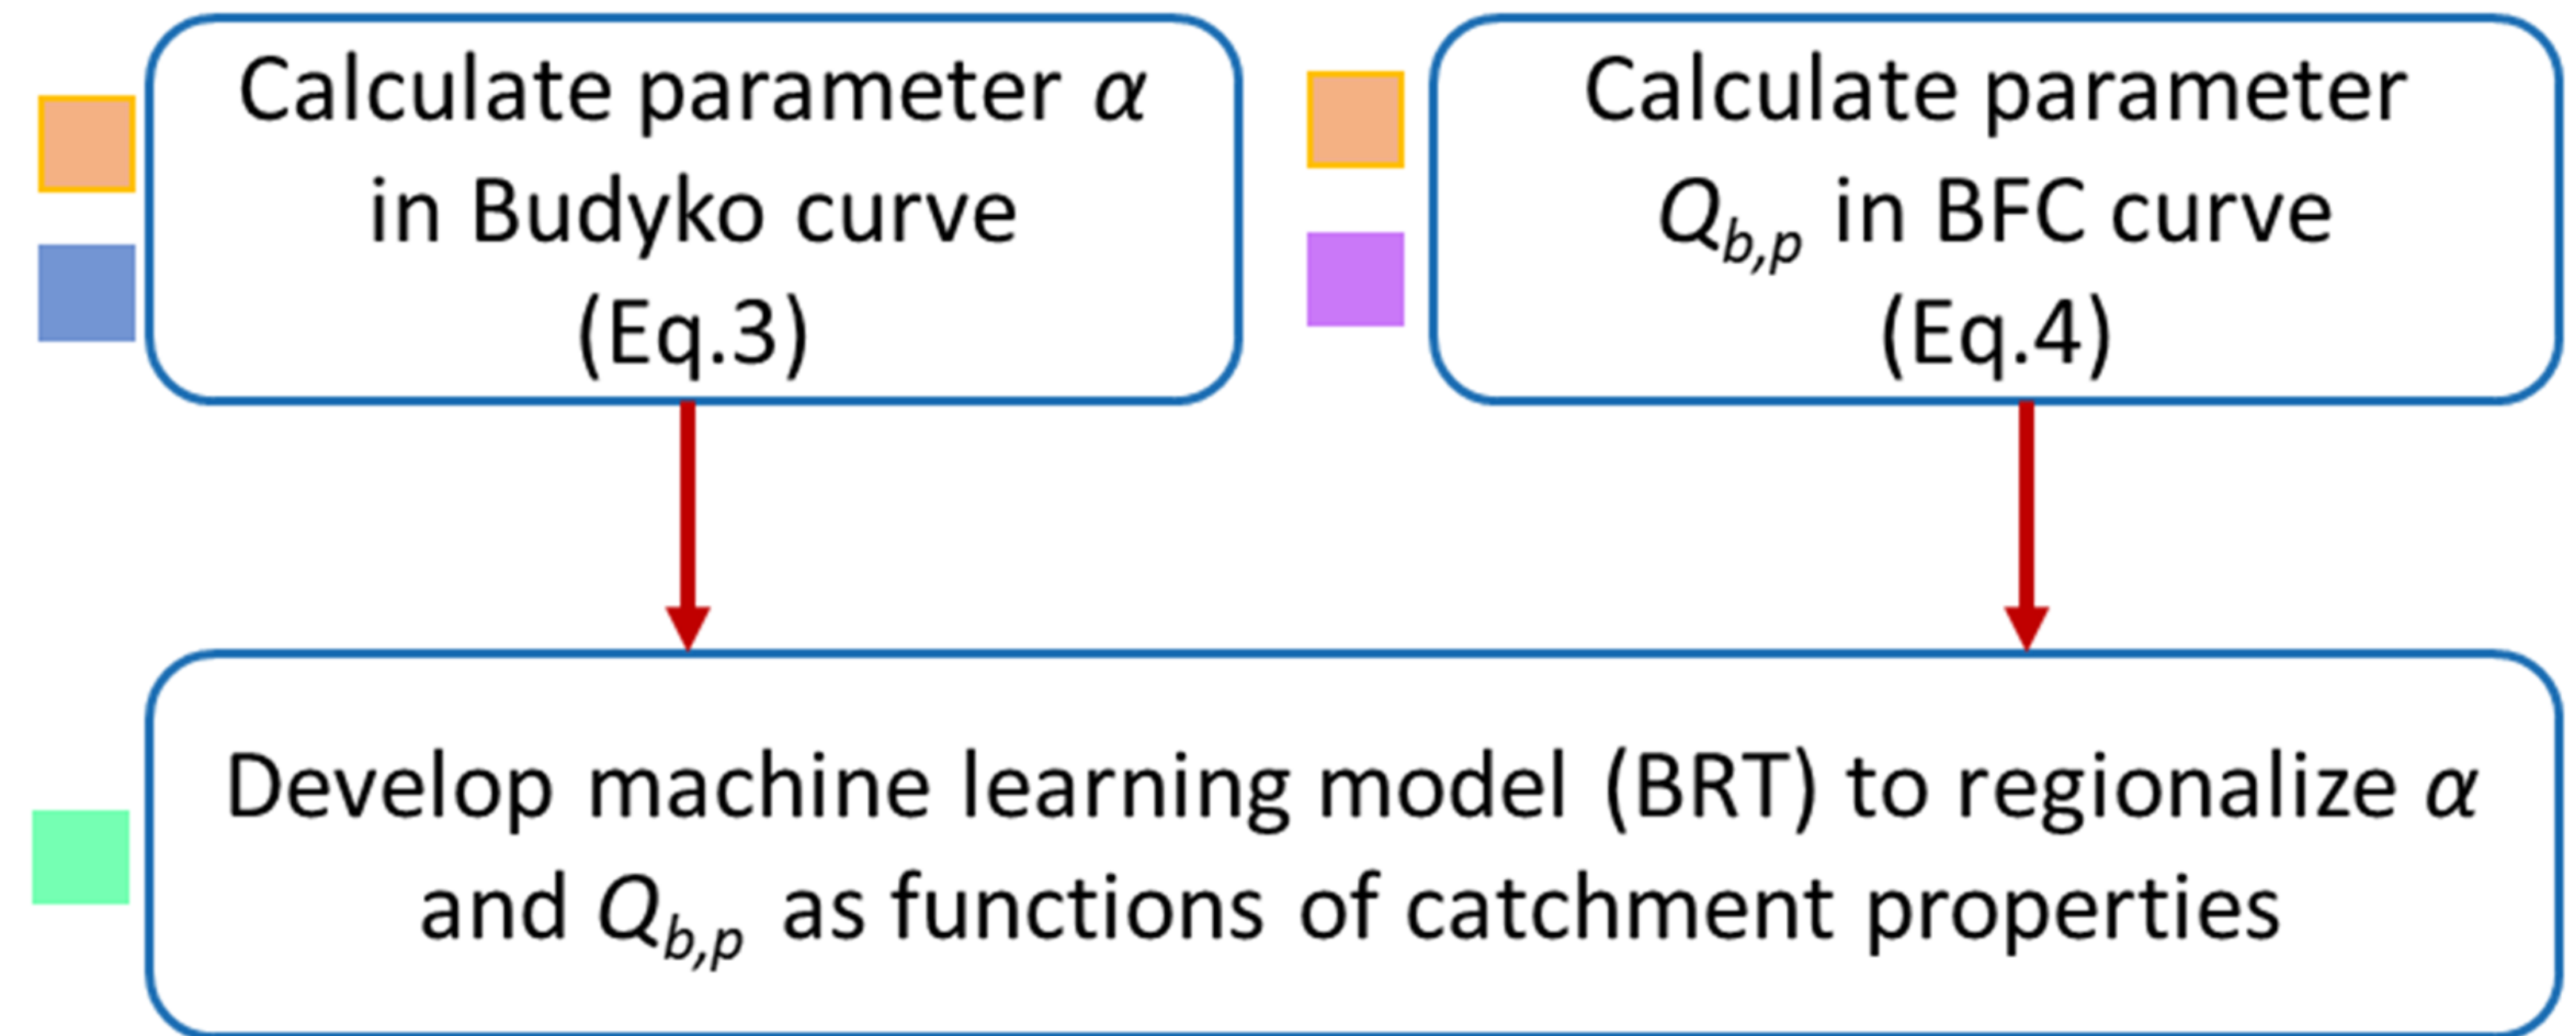 Calculate parameter α
in Budyko curve
(Eq.3)
Calculate parameter
Qb,p in BFC curve
(Eq.4)
Develop machine learning model (BRT) to regionalize α
and Qb,p as functions of catchment properties